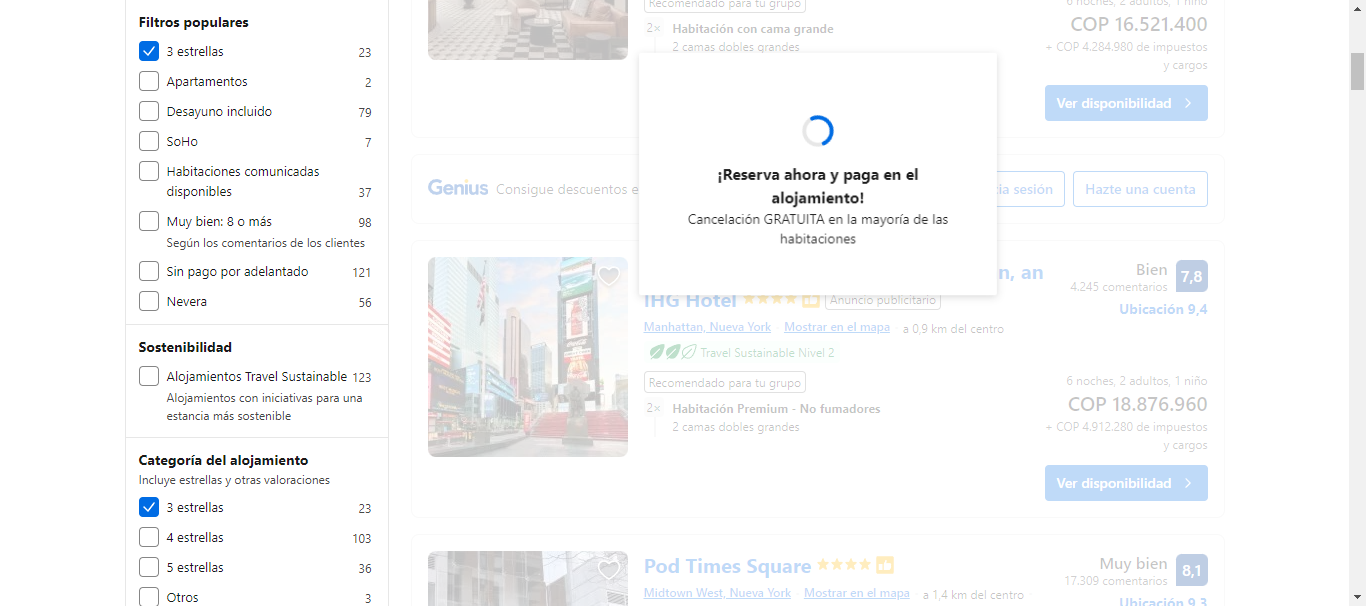 Filtros populares
3 estrellas 23
Apartamentos 2
Desayuno incluido 79
SoHo 7
Habitaciones comunicadas
disponibles 37
Muy bien: 8 o más 98
Según los comentarios de los clientes
Sin pago por adelantado 121
Nevera 56
Sostenibilidad
Alojamientos Travel Sustainable 123
Alojamientos con iniciativas para una
estancia más sostenible
Categoría del alojamiento
Incluye estrellas y otras valoraciones
3 estrellas 23
4 estrellas 103
5 estrellas 36
Otros 3
Recomendado para tu grupo
2× Habitación con cama grande
2 camas dobles grandes
6 noches, 2 adultos, 1 niño
COP 16.521.400
+ COP 4.284.980 de impuestos
y cargos
Ver disponibilidad
¡Reserva ahora y paga en el
alojamiento!
Cancelación GRATUITA en la mayoría de las
habitaciones
Genius Consigue descuentos
sesión
Hazte una cuenta
an
IHG Hotel
Anuncio publicitario
Manhattan, Nueva York Mostrar en el mapa a 0,9 km del centro
Travel Sustainable Nivel 2
Bien 7,8
4.245 comentarios
Ubicación 9,4
Recomendado para tu grupo
2× Habitación Premium - No fumadores
2 camas dobles grandes
6 noches, 2 adultos, 1 niño
COP 18.876.960
+ COP 4.912.280 de impuestos
y cargos
Ver disponibilidad
Pod Times Square
Midtown West, Nueva York Mostrar en el mapa a 1,4 km del centro
Muy bien 8,1
17.309 comentarios
Ubicación 9,3